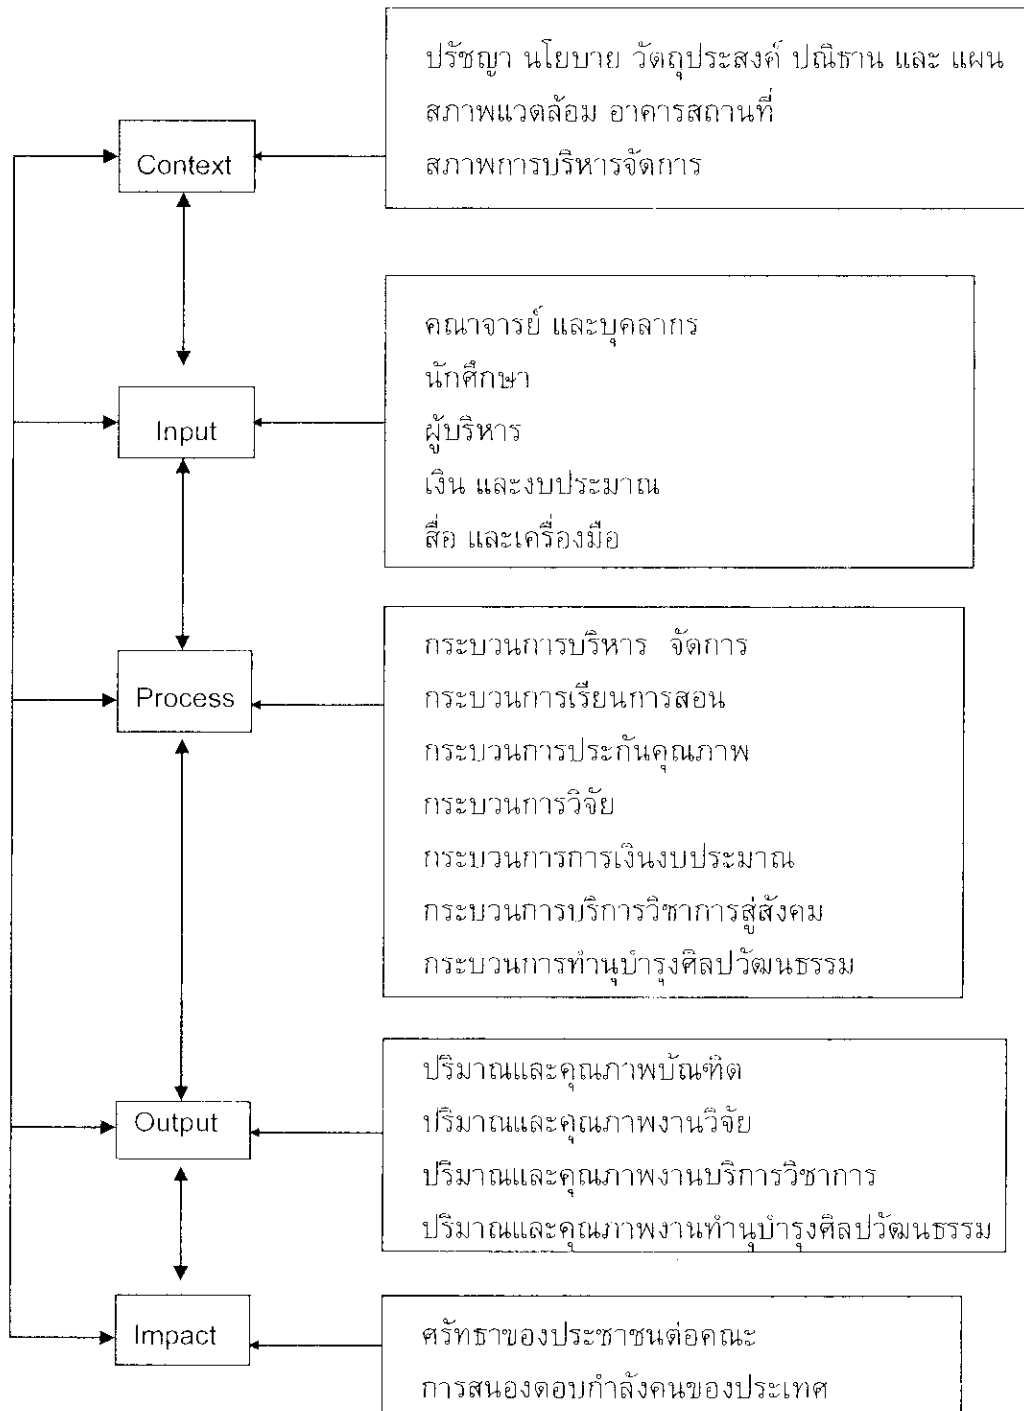 ปรัชญา นโยบาย วัตถุประสงค์ ปณิธาน และ แผน
สภาพแวดล้อม อาคารสถานที่
สภาพการบริหารจัดการ
Context
คณาจารย์ และบุคลากร
นักศึกษา
ผู้บริหาร
เงิน และงบประมาณ
สื่อ และเครื่องมือ
Input
กระบวนการบริหาร จัดการ
กระบวนการเรียนการสอน
กระบวนการประกันคุณภาพ
กระบวนการวิจัย
กระบวนการการเงินงบประมาณ
กระบวนการบริการวิชาการสู่สังคม
กระบวนการทำนุบำรุงศิลปวัฒนธรรม
Process
ปริมาณและคุณภาพบัณฑิต
ปริมาณและคุณภาพงานวิจัย
ปริมาณและคุณภาพงานบริการวิชาการ
ปริมาณและคุณภาพงานทำนุบำรุงศิลปวัฒนธรรม
Output
ศรัทธาของประชาชนต่อคณะ
การสนองตอบกำลังคนของประเทศ
Impact